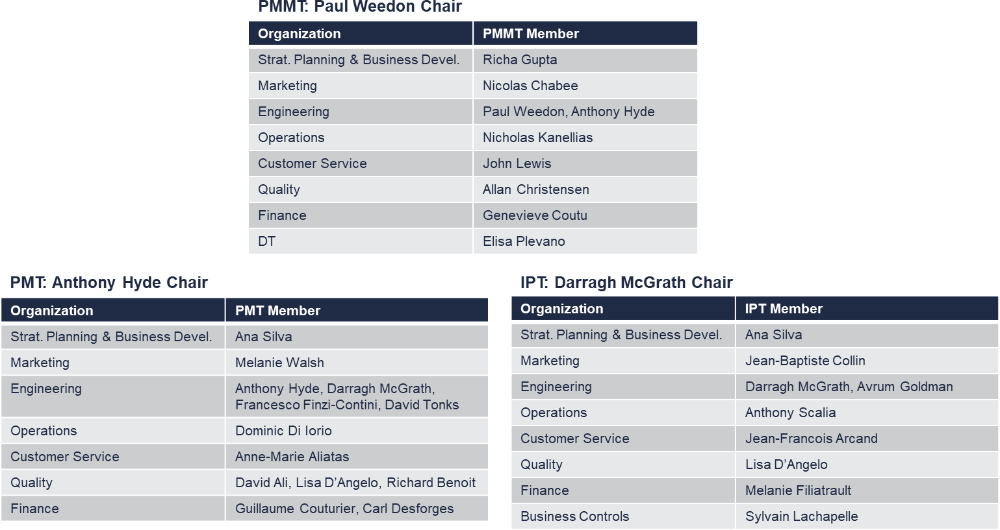 PMMT: Paul Weedon Chair
Organization PMMT Member
Strat. Planning & Business Devel. Richa Gupta
Marketing Nicolas Chabee
Engineering Paul Weedon, Anthony Hyde
Operations Nicholas Kanellias
Customer Service John Lewis
Quality Allan Christensen
Finance Genevieve Coutu
DT Elisa Plevano
PMT: Anthony Hyde Chair
Organization PMT Member
Strat. Planning & Business Devel. Ana Silva
Marketing Melanie Walsh
Engineering Anthony Hyde, Darragh McGrath,
Francesco Finzi-Contini, David Tonks
Operations Dominic Di Iorio
Customer Service Anne-Marie Aliatas
Quality David Ali, Lisa D’Angelo, Richard Benoit
Finance Guillaume Couturier, Carl Desforges
IPT: Darragh McGrath Chair
Organization IPT Member
Strat. Planning & Business Devel. Ana Silva
Marketing Jean-Baptiste Collin
Engineering Darragh McGrath, Avrum Goldman
Operations Anthony Scalia
Customer Service Jean-Francois Arcand
Quality Lisa D’Angelo
Finance Melanie Filiatrault
Business Controls Sylvain Lachapelle